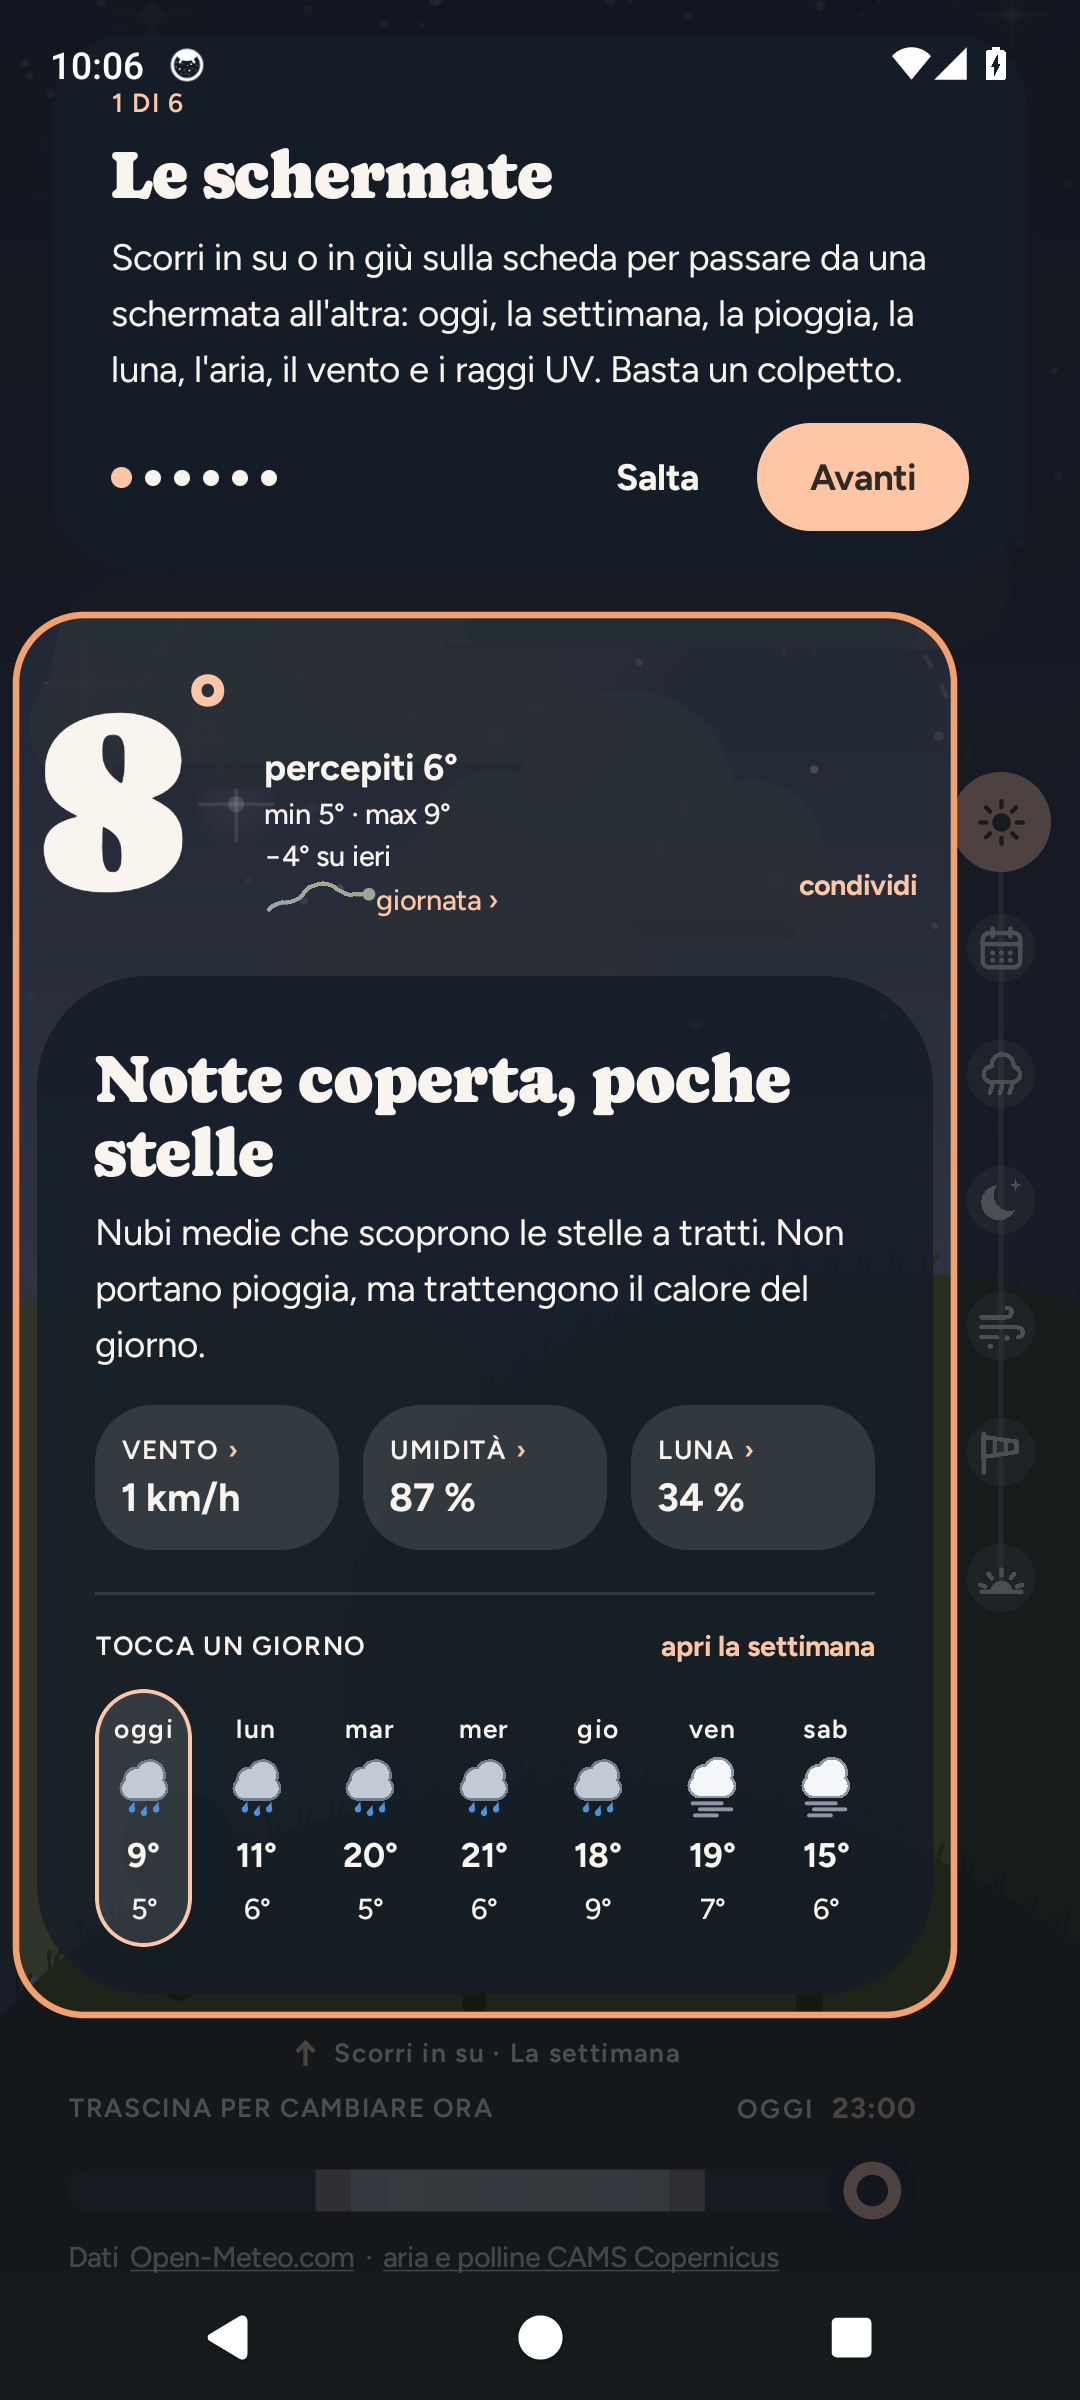 10:06
1 DI 6
Le schermate
Scorri in su o in giù sulla scheda per passare da una
schermata all'altra: oggi, la settimana, la pioggia, la
luna, l'aria, il vento e i raggi UV. Basta un colpetto.
Salta
Avanti
8°
percepiti 6°
min 5° · max 9°
−4° su ieri
giornata ›
condividi
Notte coperta, poche
stelle
Nubi medie che scoprono le stelle a tratti. Non
portano pioggia, ma trattengono il calore del
giorno.
VENTO › UMIDITÀ › LUNA ›
1 km/h 87 % 34 %
TOCCA UN GIORNO apri la settimana
oggi lun mar mer gio ven sab
9° 11° 20° 21° 18° 19° 15°
5° 6° 5° 6° 9° 7° 6°
↑ Scorri in su · La settimana
TRASCINA PER CAMBIARE ORA OGGI 23:00
Dati Open-Meteo.com · aria e polline CAMS Copernicus